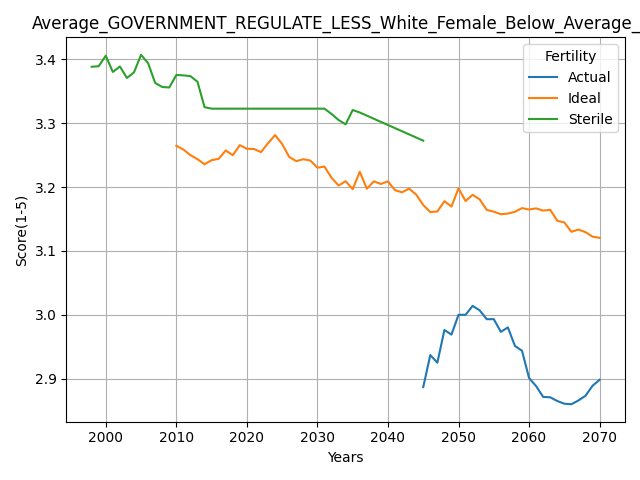 Average_GOVERNMENT_REGULATE_LESS_White_Female_Below_Average_
Fertility
Actual
Ideal
Sterile
3.4
3.3
3.2
3.1
3.0
2.9
Score(1-5)
2000 2010 2020 2030 2040 2050 2060 2070
Years